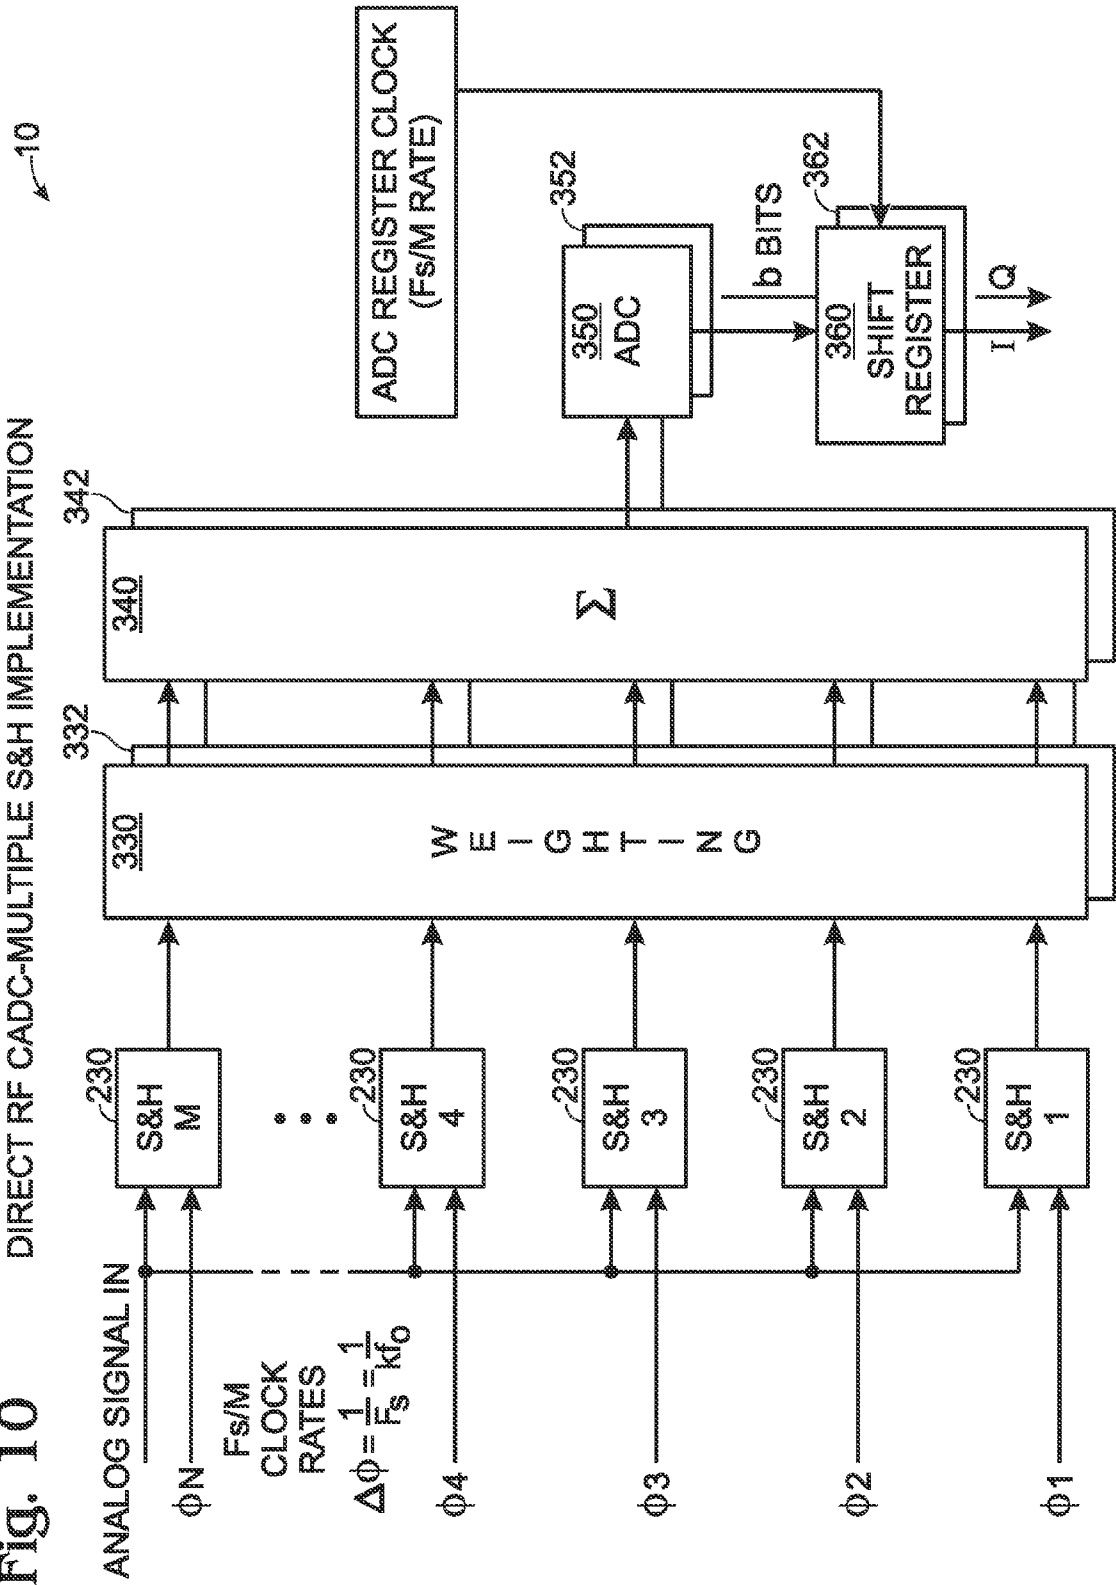 Fig. 10
DIRECT RF CADC-MULTIPLE S&H IMPLEMENTATION
10
ANALOG SIGNAL IN
ϕN
Fs/M
CLOCK
RATES
Δϕ = 1/Fs = 1/kfo
ϕ4
ϕ3
ϕ2
ϕ1
230
S&H
M
230
S&H
4
230
S&H
3
230
S&H
2
230
S&H
1
330
332
WEIGHTING
340
342
Σ
ADC REGISTER CLOCK
(Fs/M RATE)
350
ADC
352
b BITS
360
SHIFT
REGISTER
362
I
Q